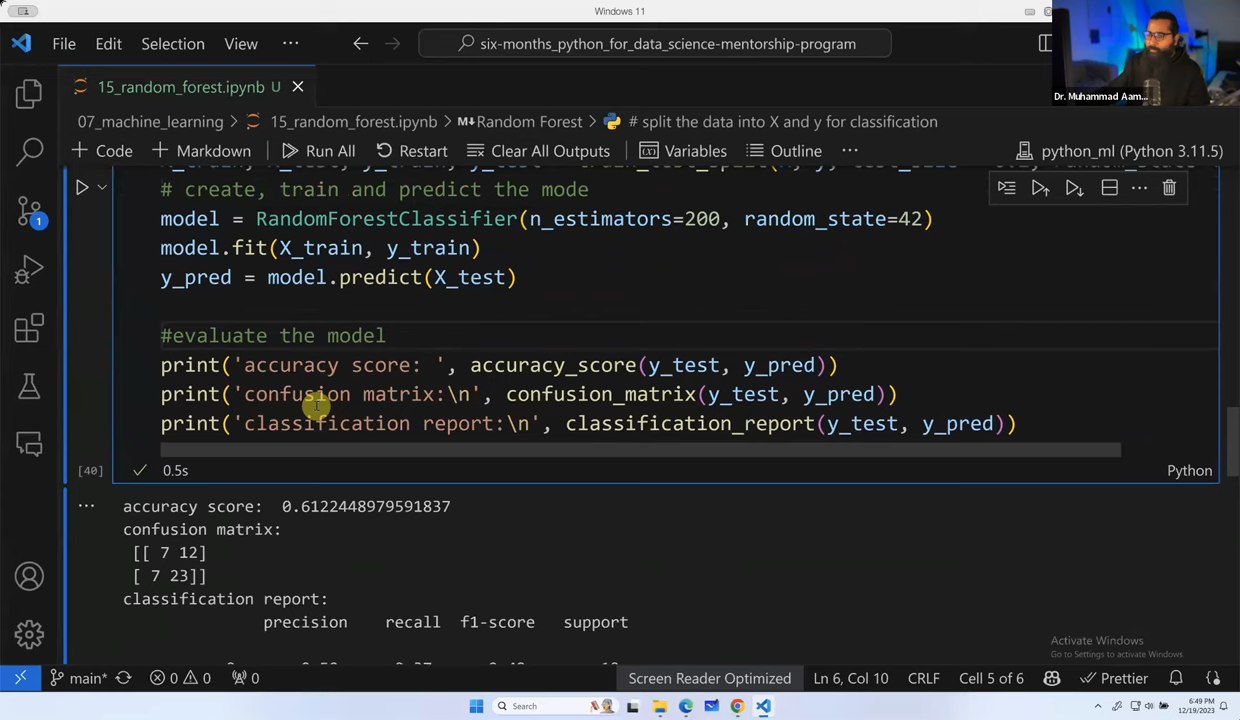 Windows 11
File Edit Selection View ...
six-months_python_for_data_science-mentorship-program
Dr. Muhammad Aam...
15_random_forest.ipynb U
07_machine_learning > 15_random_forest.ipynb > M↓Random Forest > # split the data into X and y for classification
+ Code + Markdown Run All Restart Clear All Outputs Variables Outline ... python_ml (Python 3.11.5)
# create, train and predict the mode
model = RandomForestClassifier(n_estimators=200, random_state=42)
model.fit(X_train, y_train)
y_pred = model.predict(X_test)
#evaluate the model
print('accuracy score: ', accuracy_score(y_test, y_pred))
print('confusion matrix:\n', confusion_matrix(y_test, y_pred))
print('classification report:\n', classification_report(y_test, y_pred))
[40] 0.5s Python
1
accuracy score:  0.6122448979591837
confusion matrix:
[[ 7 12]
[ 7 23]]
classification report:
precision recall f1-score support
Activate Windows
Go to Settings to activate Windows.
main* 0 0 0 Screen Reader Optimized Ln 6, Col 10 CRLF Cell 5 of 6 Prettier
Search
6:49 PM
12/19/2023